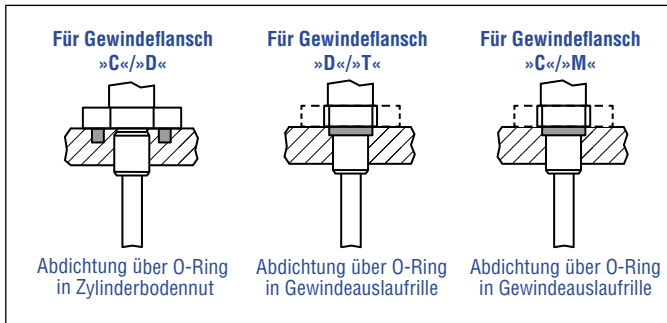 Für Gewindeflansch
»C«/»D«
Abdichtung über O-Ring
in Zylinderbodennut
Für Gewindeflansch
»D«/»T«
Abdichtung über O-Ring
in Gewindeauslaufrille
Für Gewindeflansch
»C«/»M«
Abdichtung über O-Ring
in Gewindeauslaufrille